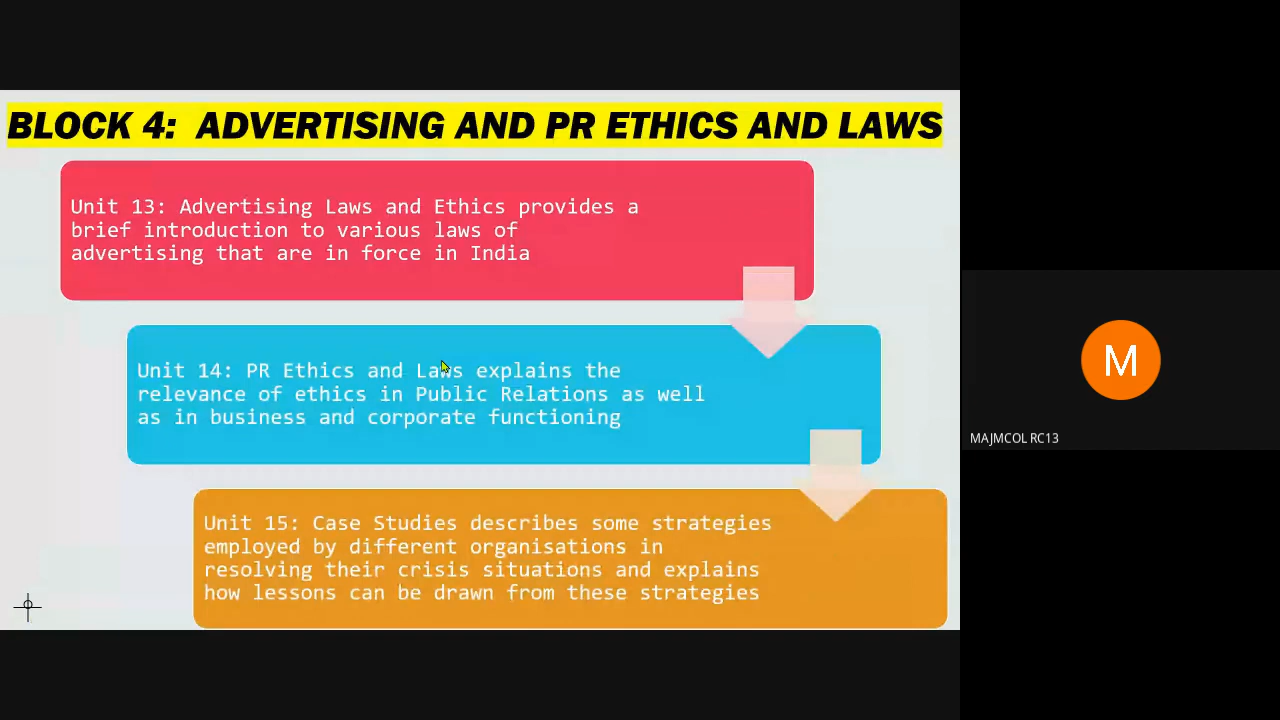 BLOCK 4: ADVERTISING AND PR ETHICS AND LAWS
Unit 13: Advertising Laws and Ethics provides a
brief introduction to various laws of
advertising that are in force in India
Unit 14: PR Ethics and Laws explains the
relevance of ethics in Public Relations as well
as in business and corporate functioning
Unit 15: Case Studies describes some strategies
employed by different organisations in
resolving their crisis situations and explains
how lessons can be drawn from these strategies
M
MAJMCOL RC13